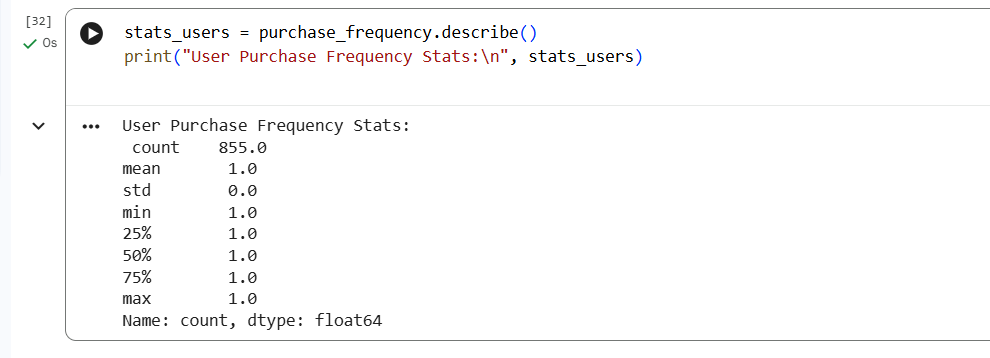 [32]
0s
stats_users = purchase_frequency.describe()
print("User Purchase Frequency Stats:\n", stats_users)
User Purchase Frequency Stats:
 count    855.0
mean       1.0
std        0.0
min        1.0
25%        1.0
50%        1.0
75%        1.0
max        1.0
Name: count, dtype: float64